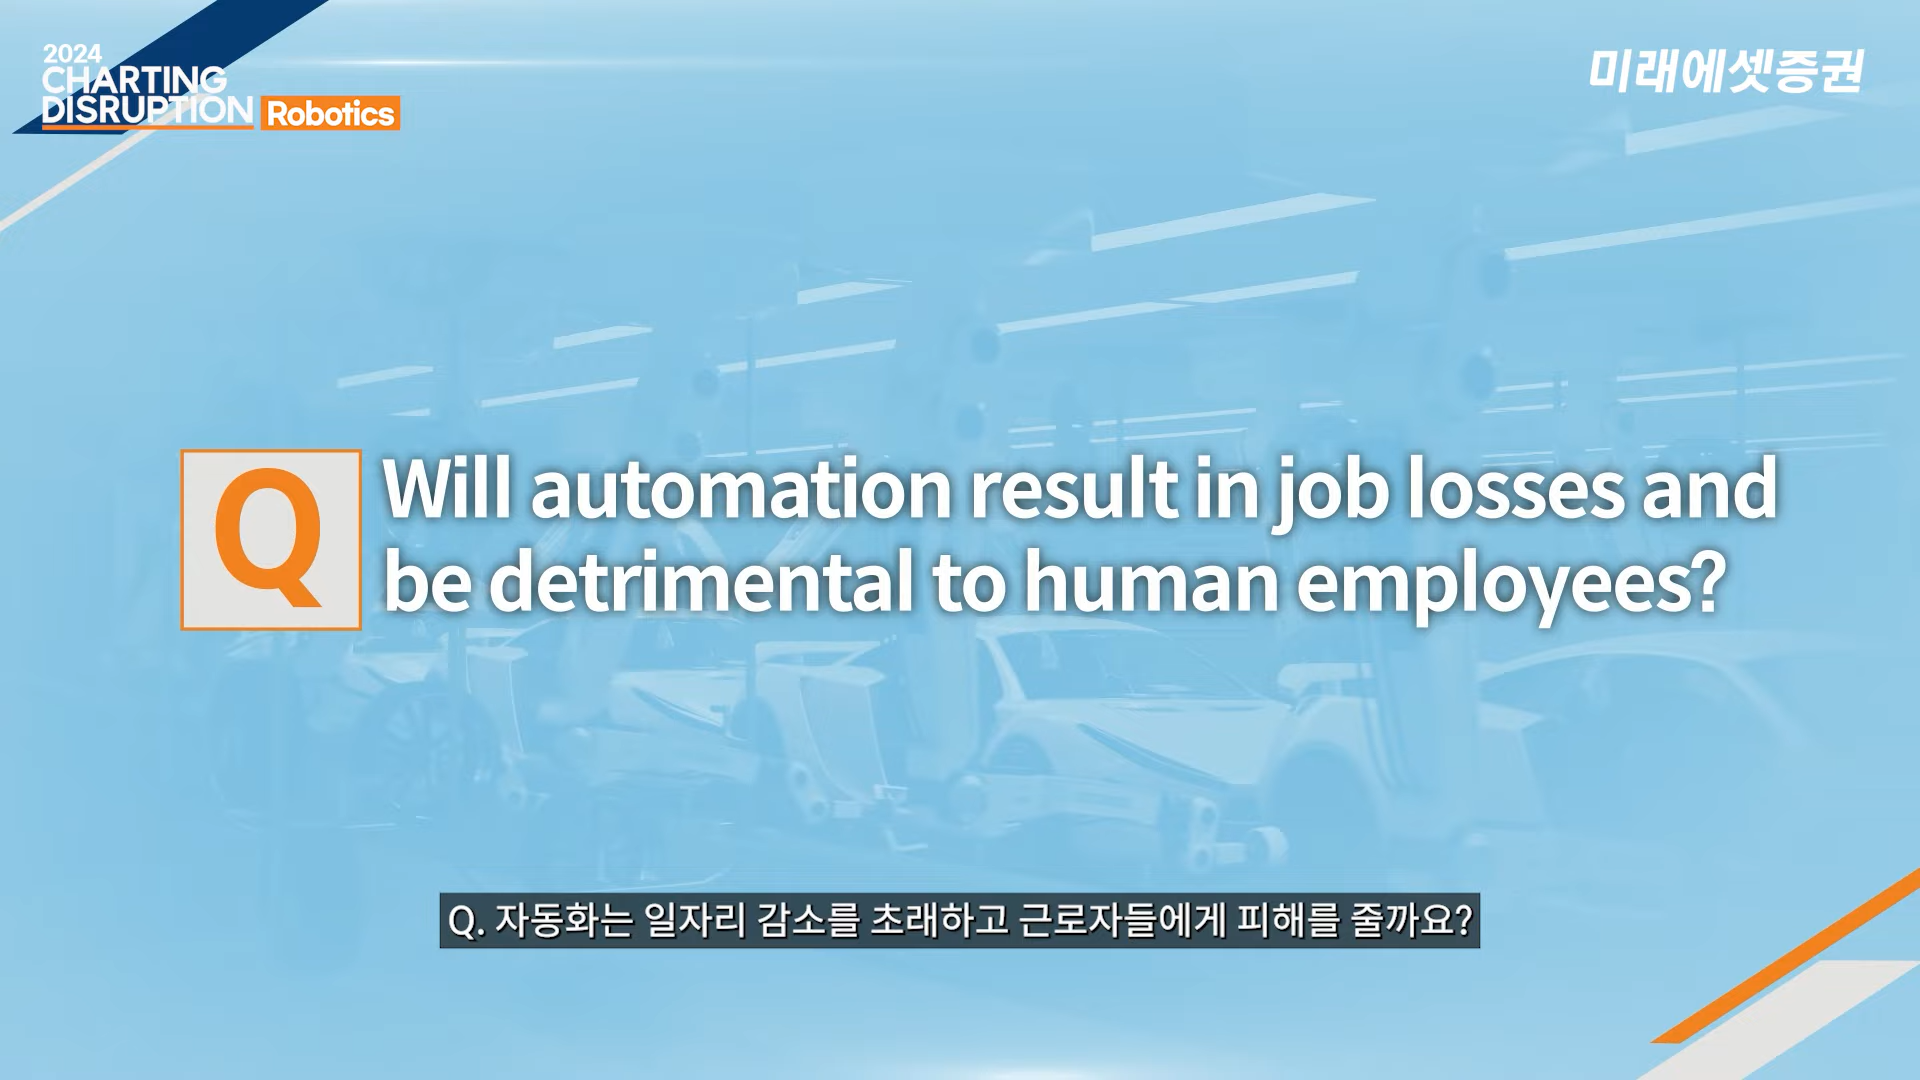 2024
CHARTING
DISRUPTION Robotics
미래에셋증권
Q
Will automation result in job losses and
be detrimental to human employees?
Q. 자동화는 일자리 감소를 초래하고 근로자들에게 피해를 줄까요?